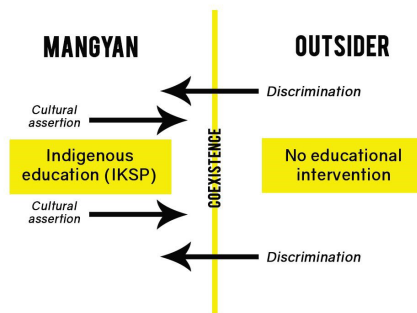 MANGYAN
OUTSIDER
Discrimination
Cultural
assertion
Indigenous
education (IKSP)
COEXISTENCE
No educational
intervention
Cultural
assertion
Discrimination